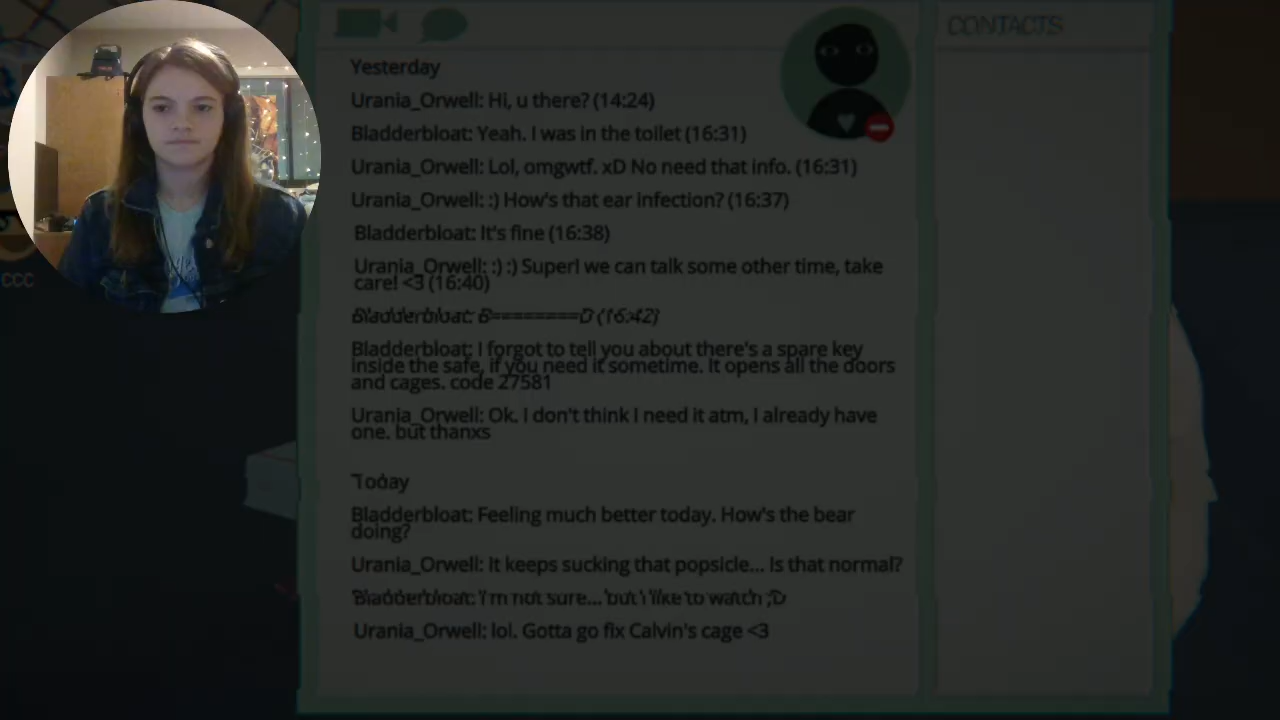 CONTACTS
Yesterday
Urania_Orwell: Hi, u there? (14:24)
Bladderbloat: Yeah. I was in the toilet (16:31)
Urania_Orwell: Lol, omgwtf. xD No need that info. (16:31)
Urania_Orwell: :) How's that ear infection? (16:37)
Bladderbloat: It's fine (16:38)
Urania_Orwell: :) :) Super! we can talk some other time, take
care! <3 (16:40)
Bladderbloat: B========D (16:42)
Bladderbloat: I forgot to tell you about there's a spare key
inside the safe, if you need it sometime. It opens all the doors
and cages. code 27581
Urania_Orwell: Ok. I don't think I need it atm, I already have
one. but thanxs
Today
Bladderbloat: Feeling much better today. How's the bear
doing?
Urania_Orwell: It keeps sucking that popsicle... Is that normal?
Bladderbloat: I'm not sure... but i like to watch ;D
Urania_Orwell: lol. Gotta go fix Calvin's cage <3
CCC